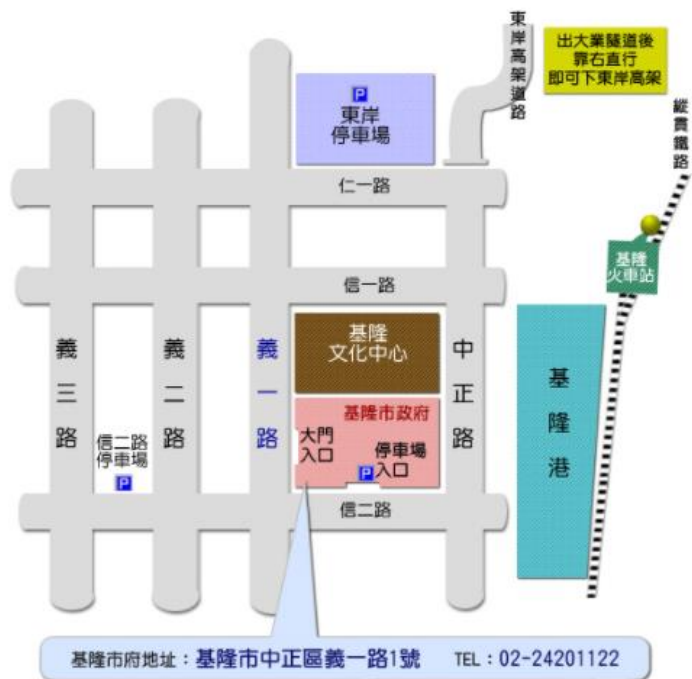 東岸高架道路
出大業隧道後
靠右直行
即可下東岸高架
縱貫鐵路
P
東岸
停車場
仁一路
基隆
火車站
信一路
義三路
義二路
義一路
基隆
文化中心
中正路
基隆港
基隆市政府
大門
入口
停車場
入口
P
信二路
停車場
P
信二路
基隆市府地址：基隆市中正區義一路1號 TEL：02-24201122